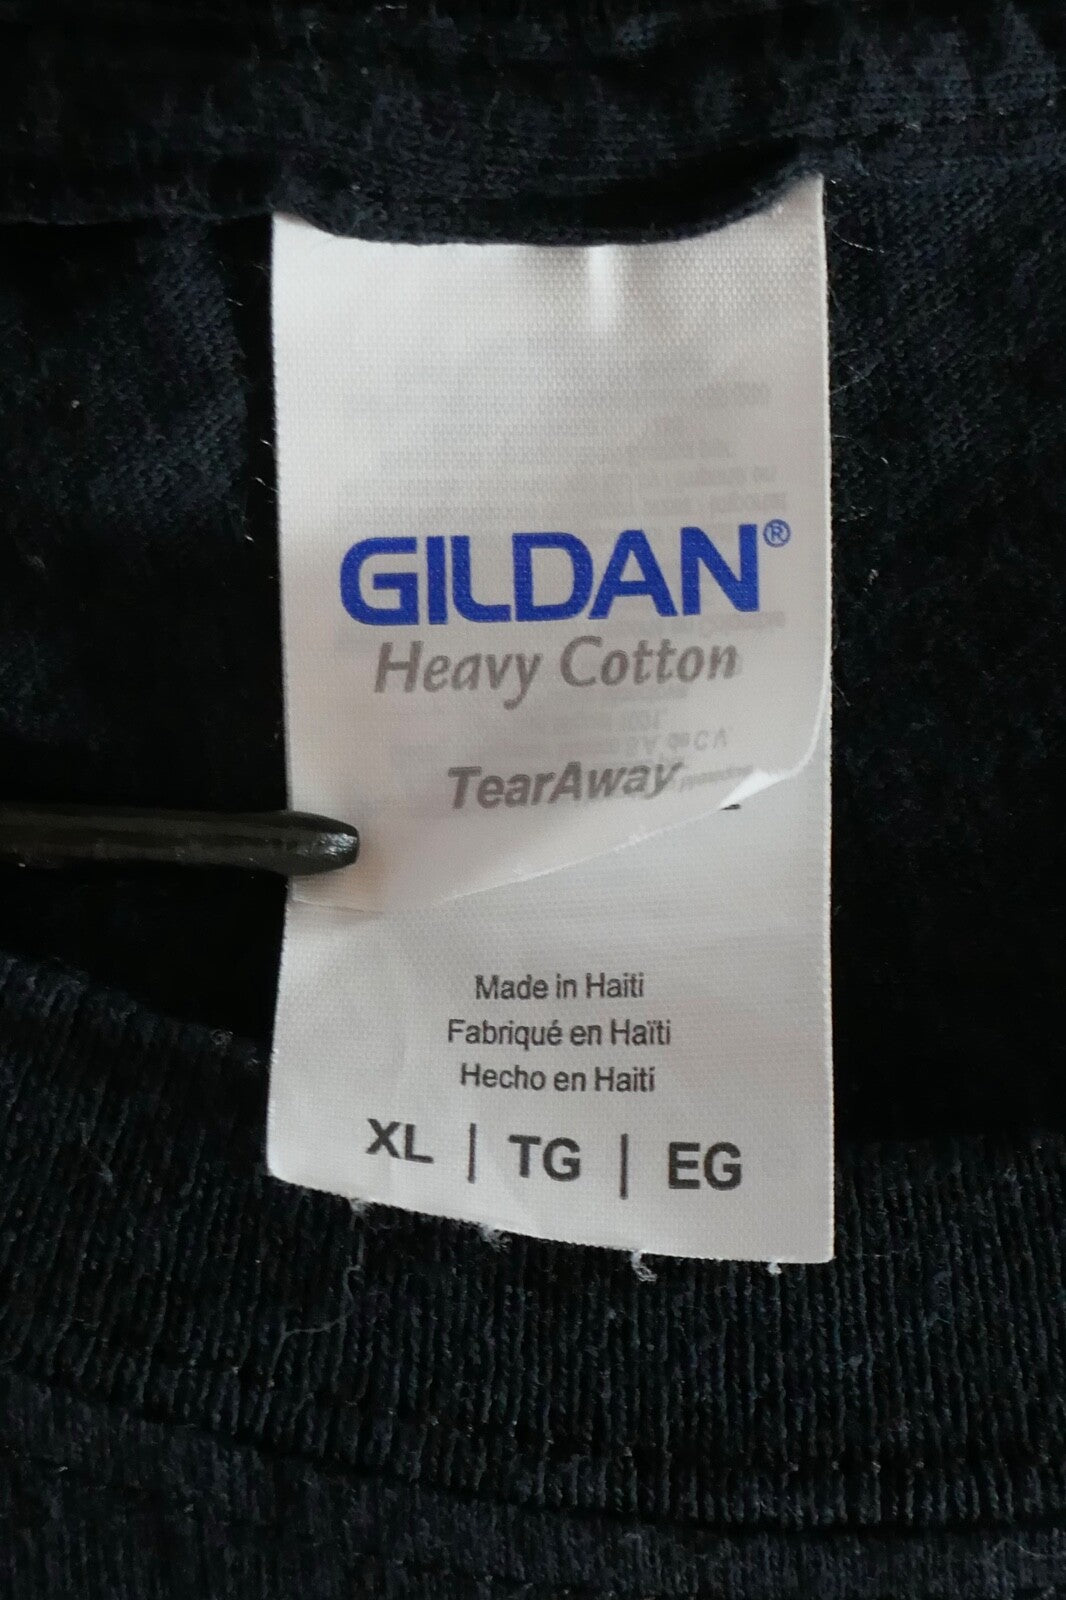 GILDAN®
Heavy Cotton
TearAway
Made in Haiti
Fabriqué en Haïti
Hecho en Haiti
XL | TG | EG